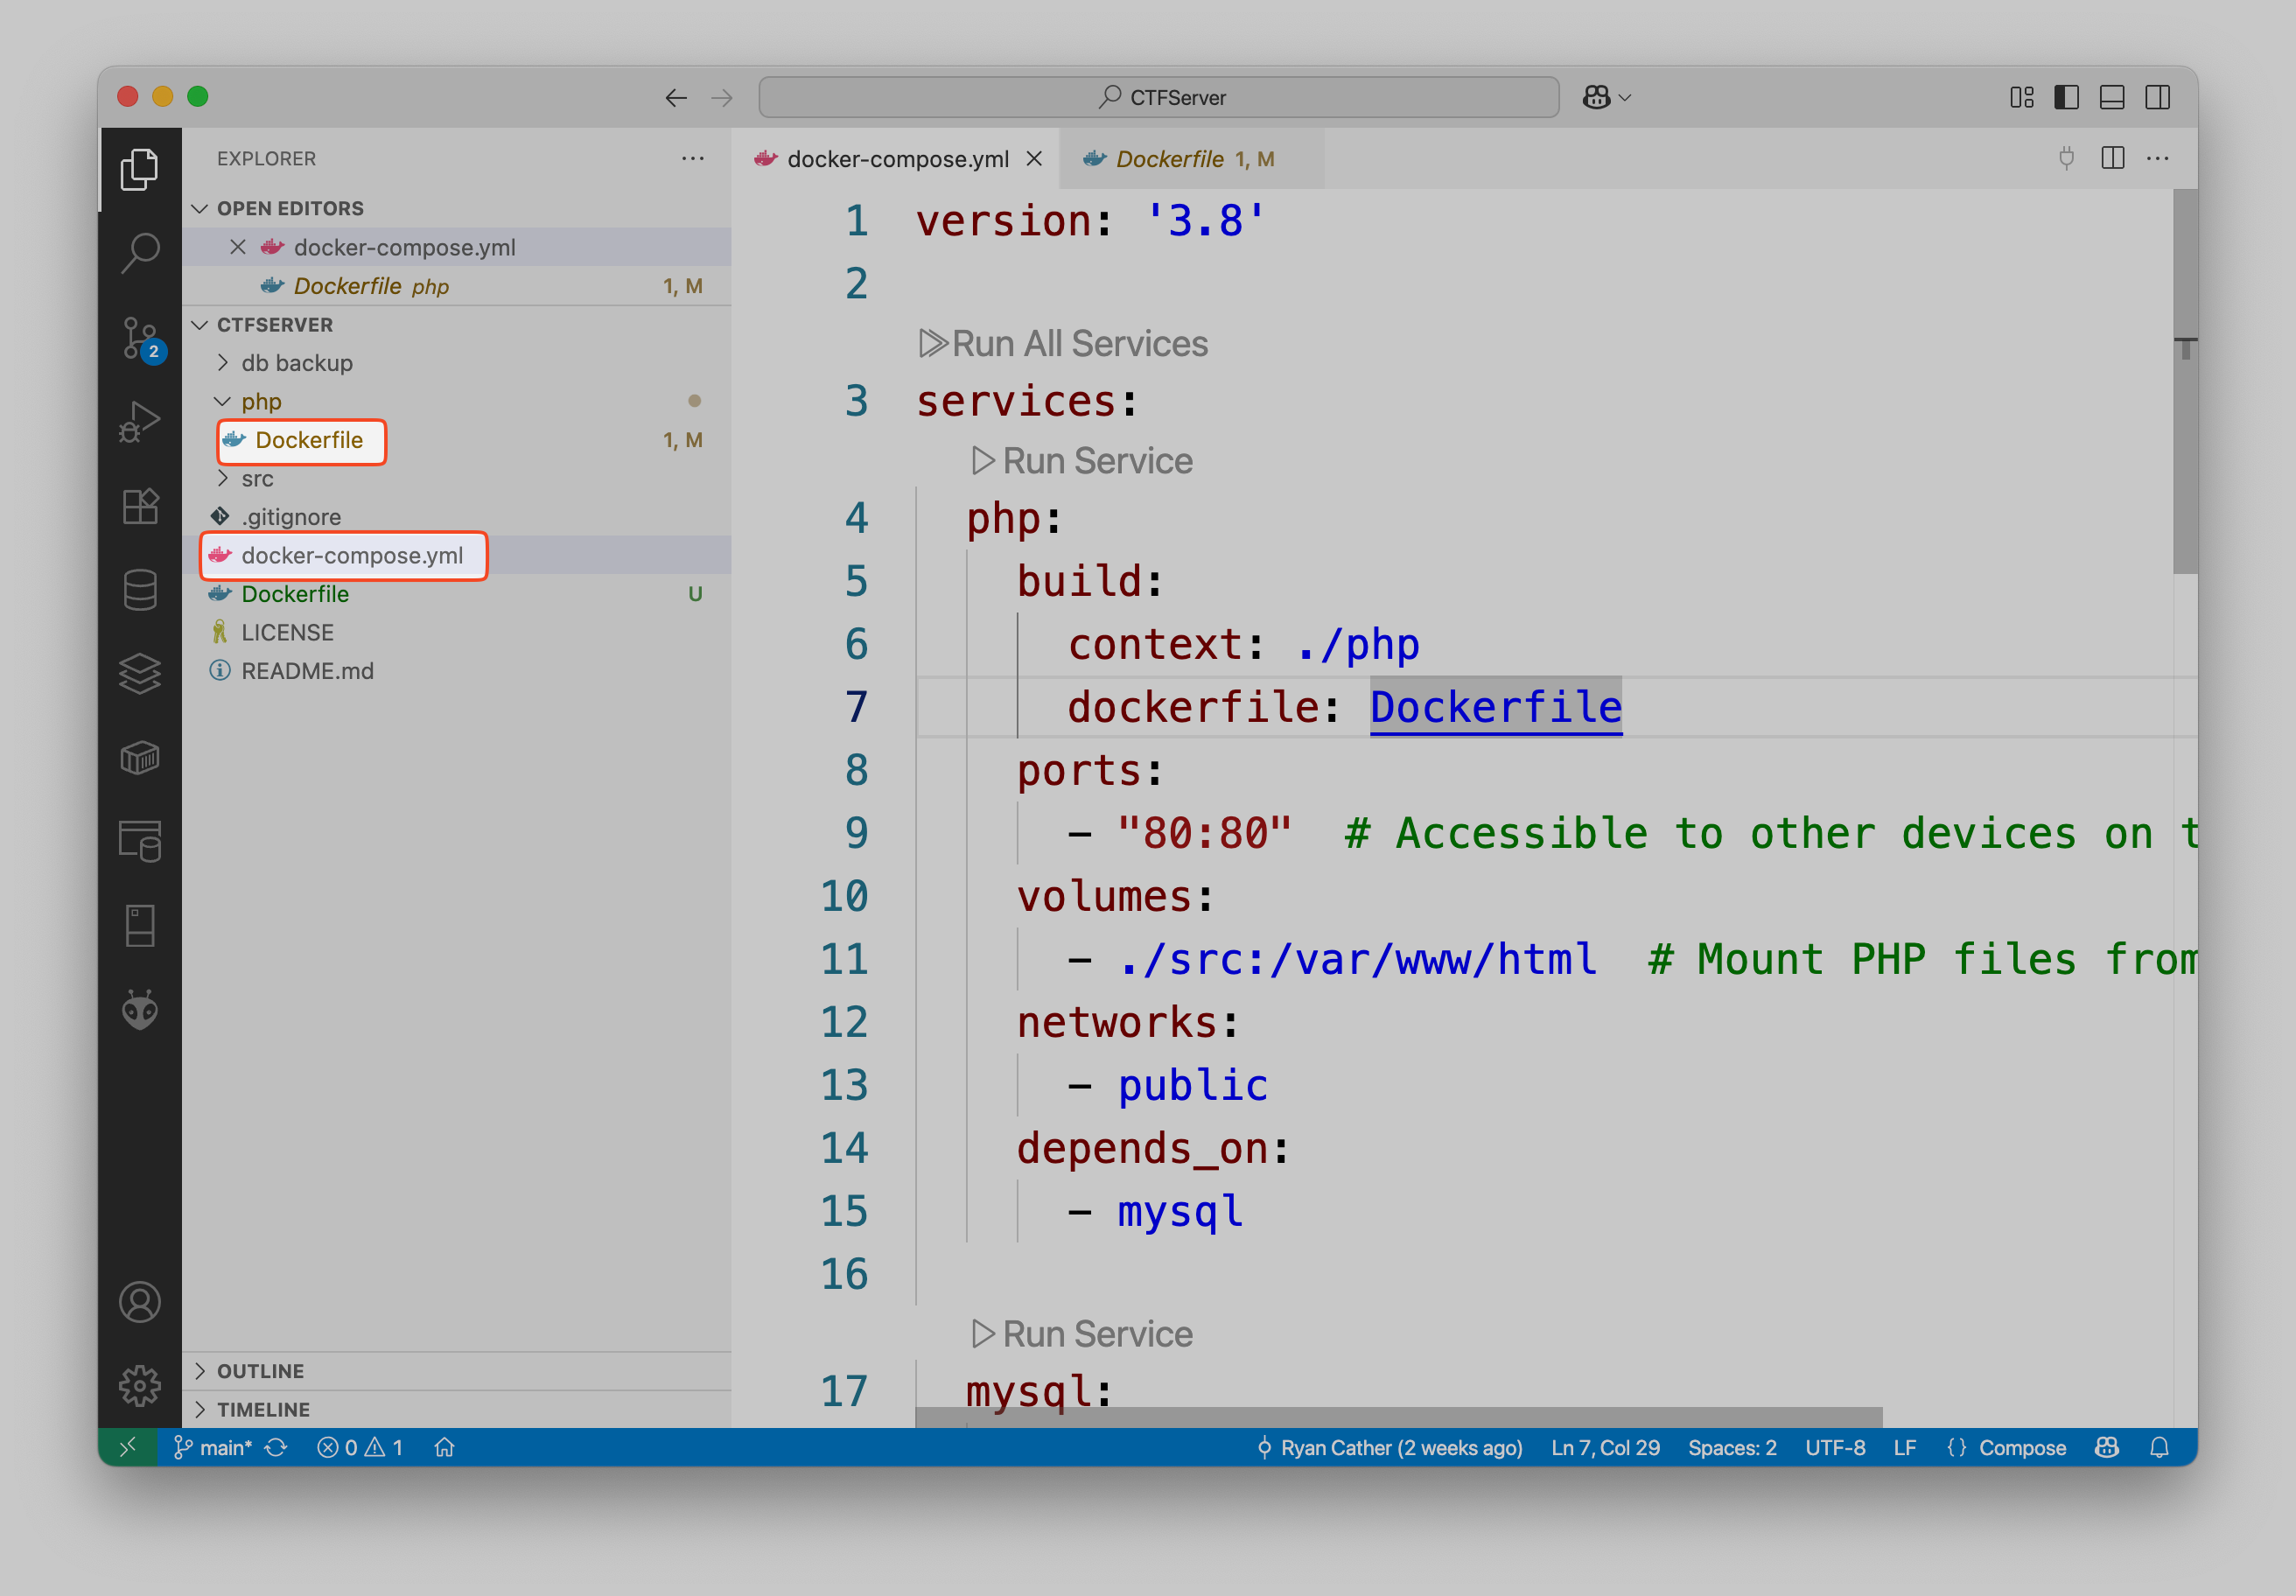 CTFServer
EXPLORER
OPEN EDITORS
docker-compose.yml
Dockerfile php 1, M
CTFSERVER
db backup
php
Dockerfile 1, M
src
.gitignore
docker-compose.yml
Dockerfile U
LICENSE
README.md
OUTLINE
TIMELINE
2
docker-compose.yml
Dockerfile 1, M
1 version: '3.8'
2
Run All Services
3 services:
Run Service
4 php:
5 build:
6 context: ./php
7 dockerfile: Dockerfile
8 ports:
9 - "80:80" # Accessible to other devices on t
10 volumes:
11 - ./src:/var/www/html # Mount PHP files from
12 networks:
13 - public
14 depends_on:
15 - mysql
16
Run Service
17 mysql:
main* 0 1 Ryan Cather (2 weeks ago) Ln 7, Col 29 Spaces: 2 UTF-8 LF {} Compose